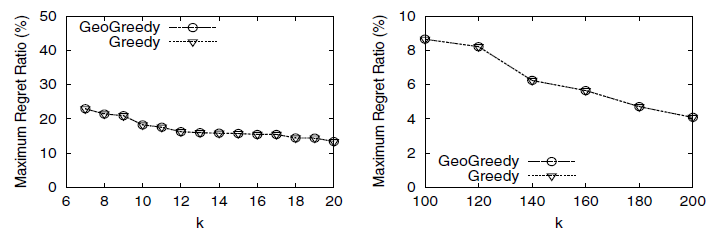 Maximum Regret Ratio (%)
50
40
30
20
10
0
GeoGreedy
Greedy
6 8 10 12 14 16 18 20
k
Maximum Regret Ratio (%)
10
8
6
4
2
0
GeoGreedy
Greedy
100 120 140 160 180 200
k